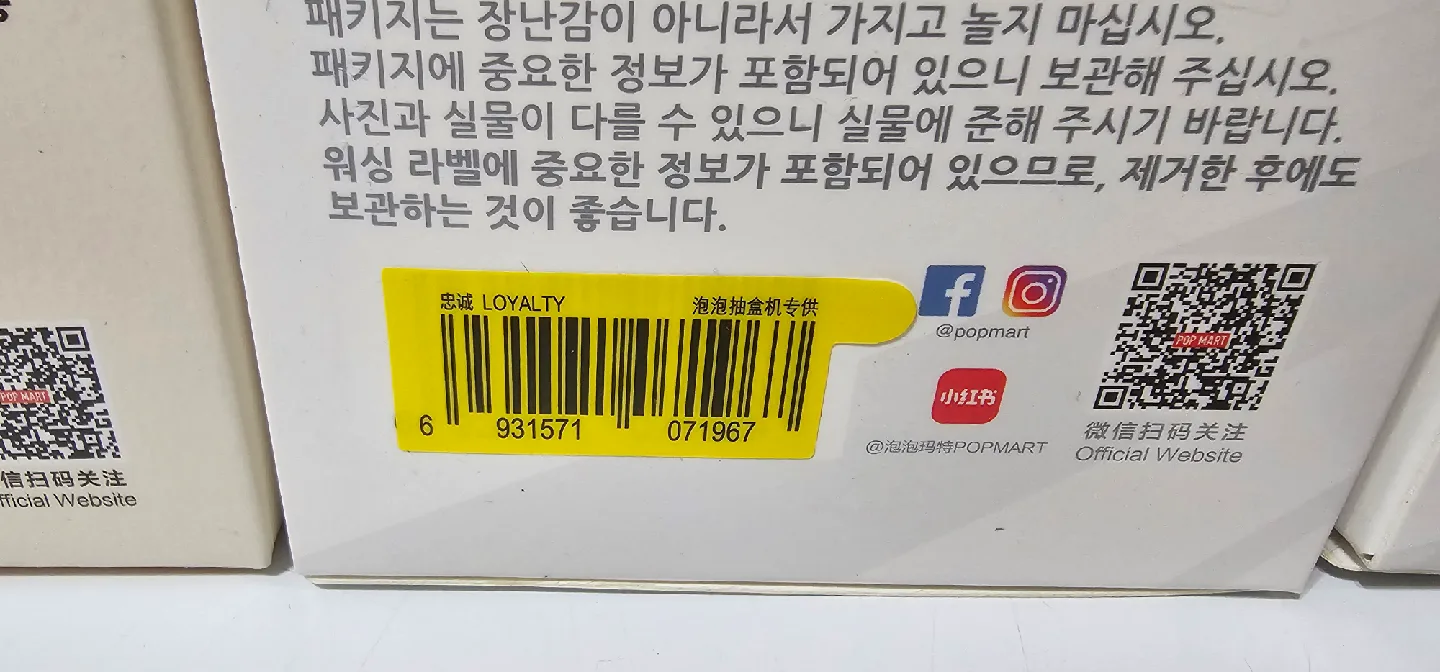 패키지는 장난감이 아니라서 가지고 놀지 마십시오.
패키지에 중요한 정보가 포함되어 있으니 보관해 주십시오.
사진과 실물이 다를 수 있으니 실물에 준해 주시기 바랍니다.
워싱 라벨에 중요한 정보가 포함되어 있으므로, 제거한 후에도
보관하는 것이 좋습니다.
忠诚 LOYALTY 泡泡抽盒机专供
6 931571 071967
@popmart
小红书
@泡泡玛特POPMART
POP MART
微信扫码关注
Official Website
POP MART
信扫码关注
fficial Website